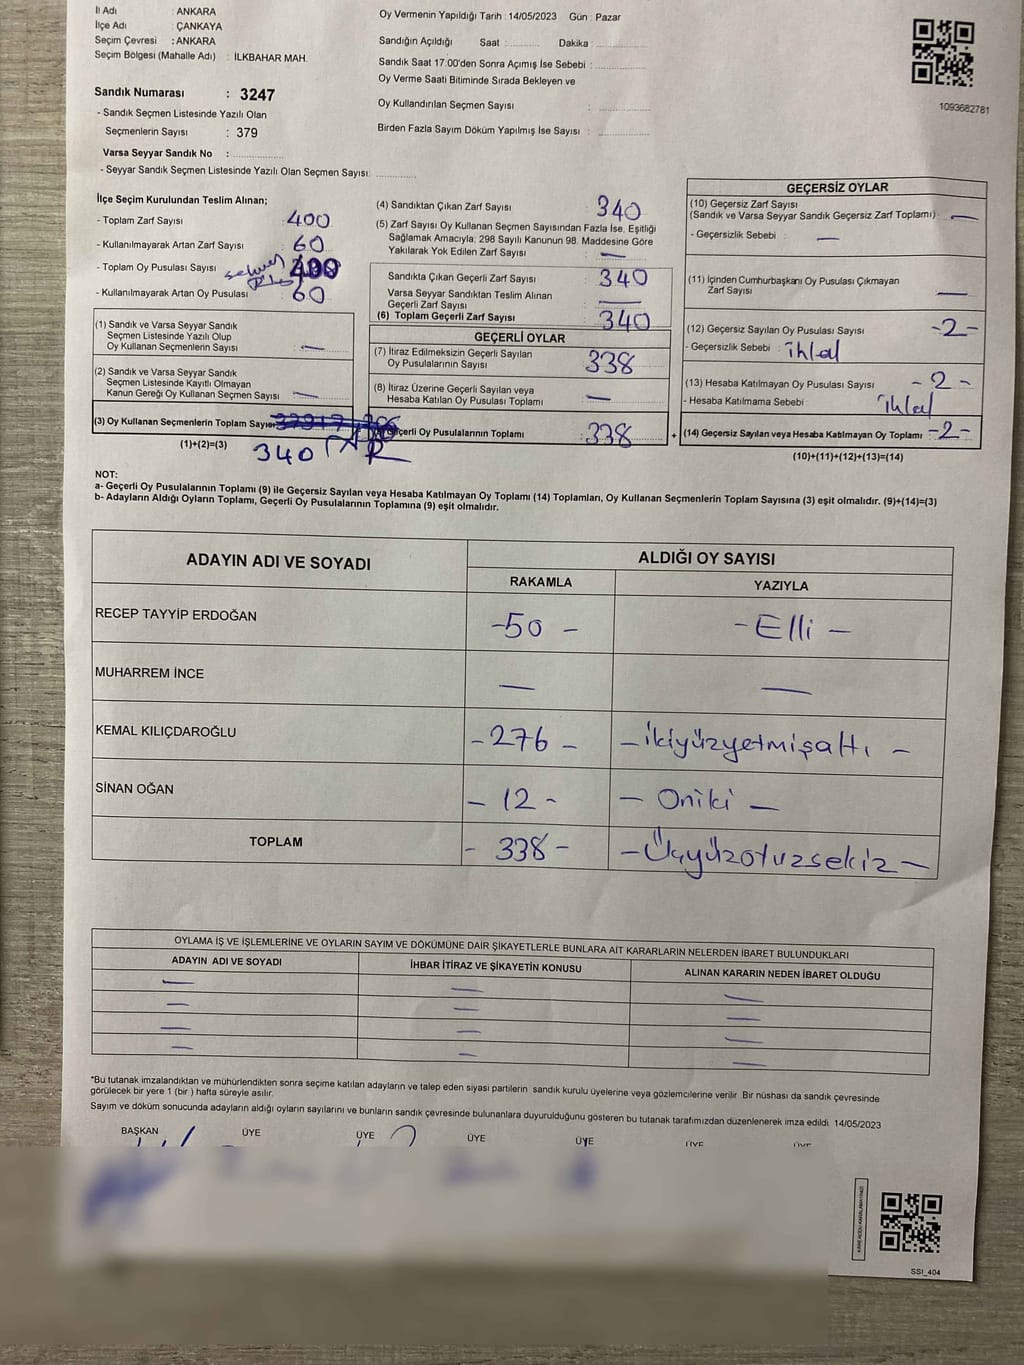 İl Adı : ANKARA
İlçe Adı : ÇANKAYA
Seçim Çevresi : ANKARA
Seçim Bölgesi (Mahalle Adı) : İLKBAHAR MAH.
Sandık Numarası : 3247
- Sandık Seçmen Listesinde Yazılı Olan
Seçmenlerin Sayısı : 379
Varsa Seyyar Sandık No :
- Seyyar Sandık Seçmen Listesinde Yazılı Olan Seçmen Sayısı:
Oy Vermenin Yapıldığı Tarih : 14/05/2023 Gün : Pazar
Sandığın Açıldığı Saat : Dakika :
Sandık Saat 17:00'den Sonra Açımış İse Sebebi :
Oy Verme Saati Bitiminde Sırada Bekleyen ve
Oy Kullandırılan Seçmen Sayısı :
Birden Fazla Sayım Döküm Yapılmış İse Sayısı :
1093682781
İlçe Seçim Kurulundan Teslim Alınan;
- Toplam Zarf Sayısı : 400
- Kullanılmayarak Artan Zarf Sayısı : 60
- Toplam Oy Pusulası Sayısı 400
- Kullanılmayarak Artan Oy Pusulası : 60
(1) Sandık ve Varsa Seyyar Sandık
Seçmen Listesinde Yazılı Olup
Oy Kullanan Seçmenlerin Sayısı : —
(2) Sandık ve Varsa Seyyar Sandık
Seçmen Listesinde Kayıtlı Olmayan
Kanun Gereği Oy Kullanan Seçmen Sayısı : —
(3) Oy Kullanan Seçmenlerin Toplam Sayısı
(1)+(2)=(3)
340
(4) Sandıktan Çıkan Zarf Sayısı : 340
(5) Zarf Sayısı Oy Kullanan Seçmen Sayısından Fazla İse, Eşitliği
Sağlamak Amacıyla; 298 Sayılı Kanunun 98. Maddesine Göre
Yakılarak Yok Edilen Zarf Sayısı : —
Sandıkta Çıkan Geçerli Zarf Sayısı : 340
Varsa Seyyar Sandıktan Teslim Alınan
Geçerli Zarf Sayısı : —
(6) Toplam Geçerli Zarf Sayısı : 340
GEÇERLİ OYLAR
(7) İtiraz Edilmeksizin Geçerli Sayılan
Oy Pusulalarının Sayısı : 338
(8) İtiraz Üzerine Geçerli Sayılan veya
Hesaba Katılan Oy Pusulası Toplamı : —
Geçerli Oy Pusulalarının Toplamı : 338 +
GEÇERSİZ OYLAR
(10) Geçersiz Zarf Sayısı
(Sandık ve Varsa Seyyar Sandık Geçersiz Zarf Toplamı) : —
- Geçersizlik Sebebi : —
(11) İçinden Cumhurbaşkanı Oy Pusulası Çıkmayan
Zarf Sayısı : —
(12) Geçersiz Sayılan Oy Pusulası Sayısı : -2-
- Geçersizlik Sebebi : ihlal
(13) Hesaba Katılmayan Oy Pusulası Sayısı : -2-
- Hesaba Katılmama Sebebi : ihlal
(14) Geçersiz Sayılan veya Hesaba Katılmayan Oy Toplamı : -2-
(10)+(11)+(12)+(13)=(14)
NOT:
a- Geçerli Oy Pusulalarının Toplamı (9) ile Geçersiz Sayılan veya Hesaba Katılmayan Oy Toplamı (14) Toplamları, Oy Kullanan Seçmenlerin Toplam Sayısına (3) eşit olmalıdır. (9)+(14)=(3)
b- Adayların Aldığı Oyların Toplamı, Geçerli Oy Pusulalarının Toplamına (9) eşit olmalıdır.
ADAYIN ADI VE SOYADI ALDIĞI OY SAYISI
RAKAMLA YAZIYLA
RECEP TAYYİP ERDOĞAN -50- -Elli-
MUHARREM İNCE — —
KEMAL KILIÇDAROĞLU -276- -ikiyüzyetmişaltı-
SİNAN OĞAN -12- -Oniki-
TOPLAM -338- -Üçyüzotuzsekiz-
OYLAMA İŞ VE İŞLEMLERİNE VE OYLARIN SAYIM VE DÖKÜMÜNE DAİR ŞİKAYETLERLE BUNLARA AİT KARARLARIN NELERDEN İBARET BULUNDUKLARI
ADAYIN ADI VE SOYADI İHBAR İTİRAZ VE ŞİKAYETİN KONUSU ALINAN KARARIN NEDEN İBARET OLDUĞU
— — —
— — —
— — —
— — —
*Bu tutanak imzalandıktan ve mühürlendikten sonra seçime katılan adayların ve talep eden siyasi partilerin sandık kurulu üyelerine veya gözlemcilerine verilir. Bir nüshası da sandık çevresinde
görülecek bir yere 1 (bir ) hafta süreyle asılır.
Sayım ve döküm sonucunda adayların aldığı oyların sayılarını ve bunların sandık çevresinde bulunanlara duyurulduğunu gösteren bu tutanak tarafımızdan düzenlenerek imza edildi. 14/05/2023
BAŞKAN ÜYE ÜYE ÜYE ÜYE ÜYE ÜYE
SSI_404